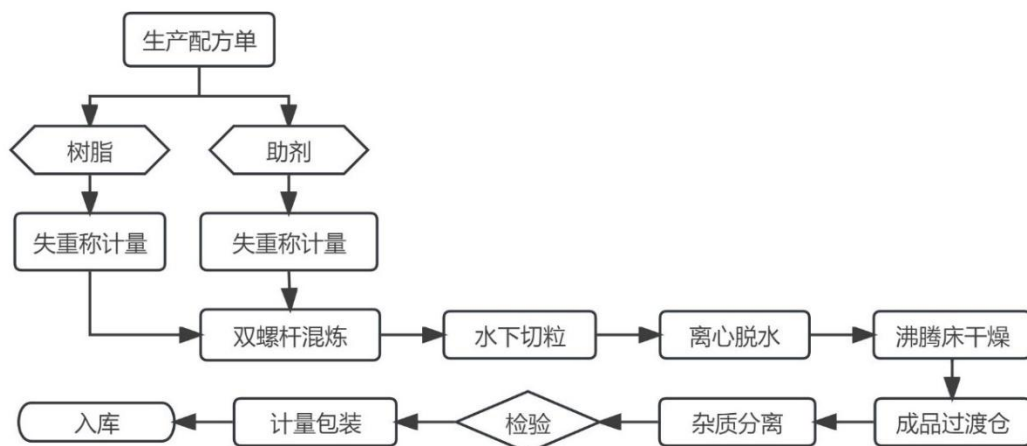 生产配方单
树脂
助剂
失重称计量
失重称计量
双螺杆混炼
水下切粒
离心脱水
沸腾床干燥
成品过渡仓
杂质分离
检验
计量包装
入库